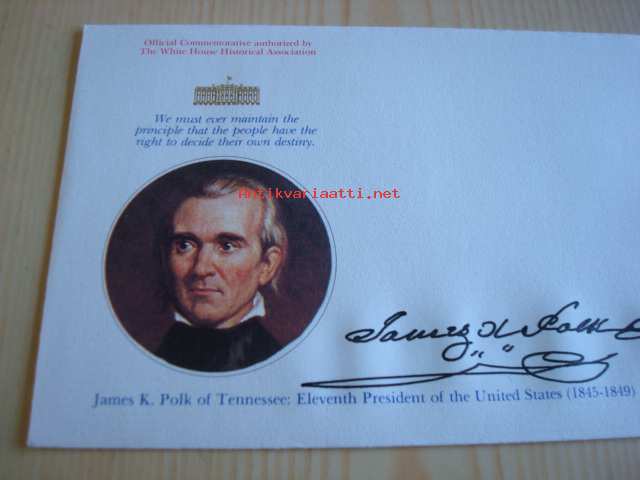 Official Commemorative authorized by
The White House Historical Association
We must ever maintain the
principle that the people have the
right to decide their own destiny.
Antikvariaatti.net
James K Polk
James K. Polk of Tennessee: Eleventh President of the United States (1845-1849)